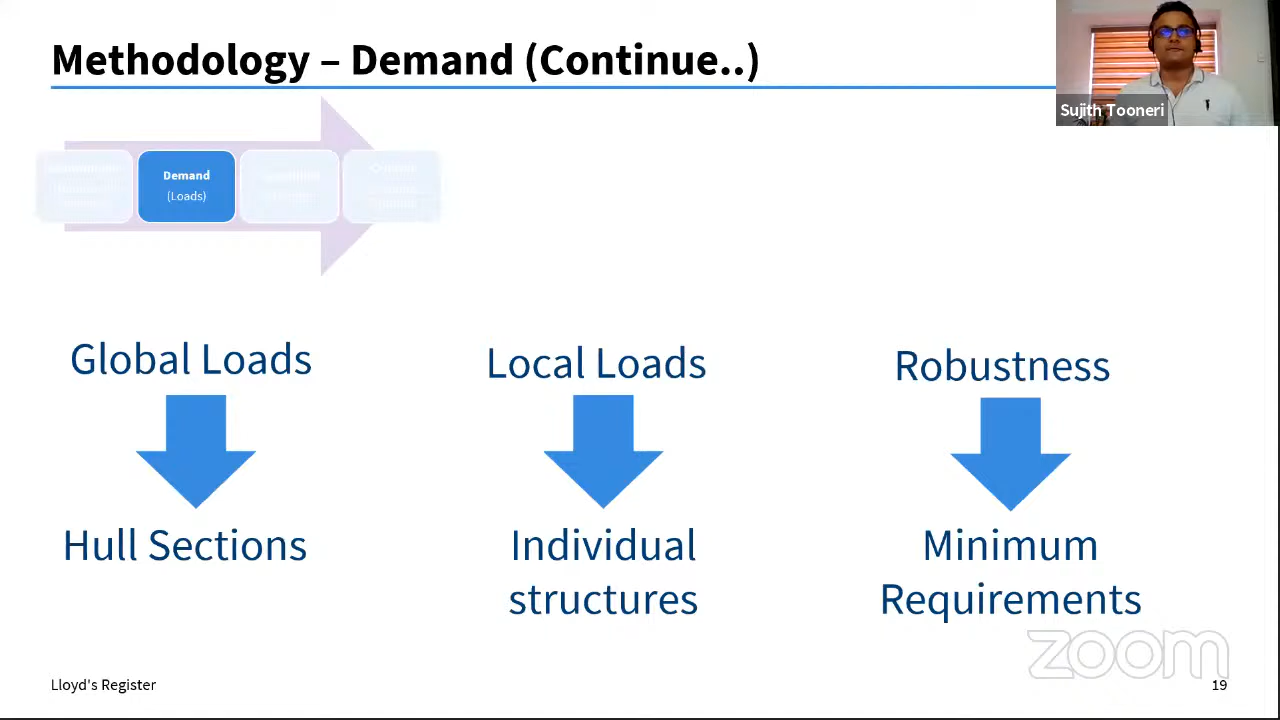 Methodology – Demand (Continue..)
Sujith Tooneri
Demand
(Loads)
Global Loads
Local Loads
Robustness
Hull Sections
Individual
structures
Minimum
Requirements
zoom
Lloyd's Register
19